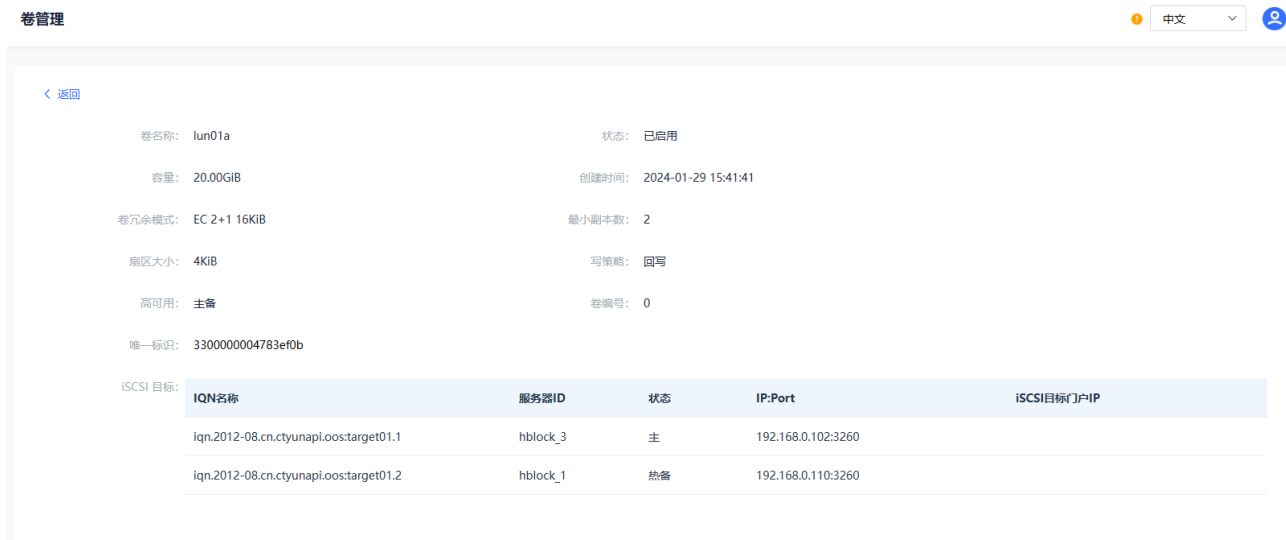 卷管理
中文
返回
卷名称： lun01a 状态： 已启用
容量： 20.00GiB 创建时间： 2024-01-29 15:41:41
卷冗余模式： EC 2+1 16KiB 最小副本数： 2
扇区大小： 4KiB 写策略： 回写
高可用： 主备 卷编号： 0
唯一标识： 3300000004783ef0b
iSCSI 目标：
IQN名称 服务器ID 状态 IP:Port iSCSI目标门户IP
iqn.2012-08.cn.ctyunapi.oos:target01.1 hblock_3 主 192.168.0.102:3260
iqn.2012-08.cn.ctyunapi.oos:target01.2 hblock_1 热备 192.168.0.110:3260